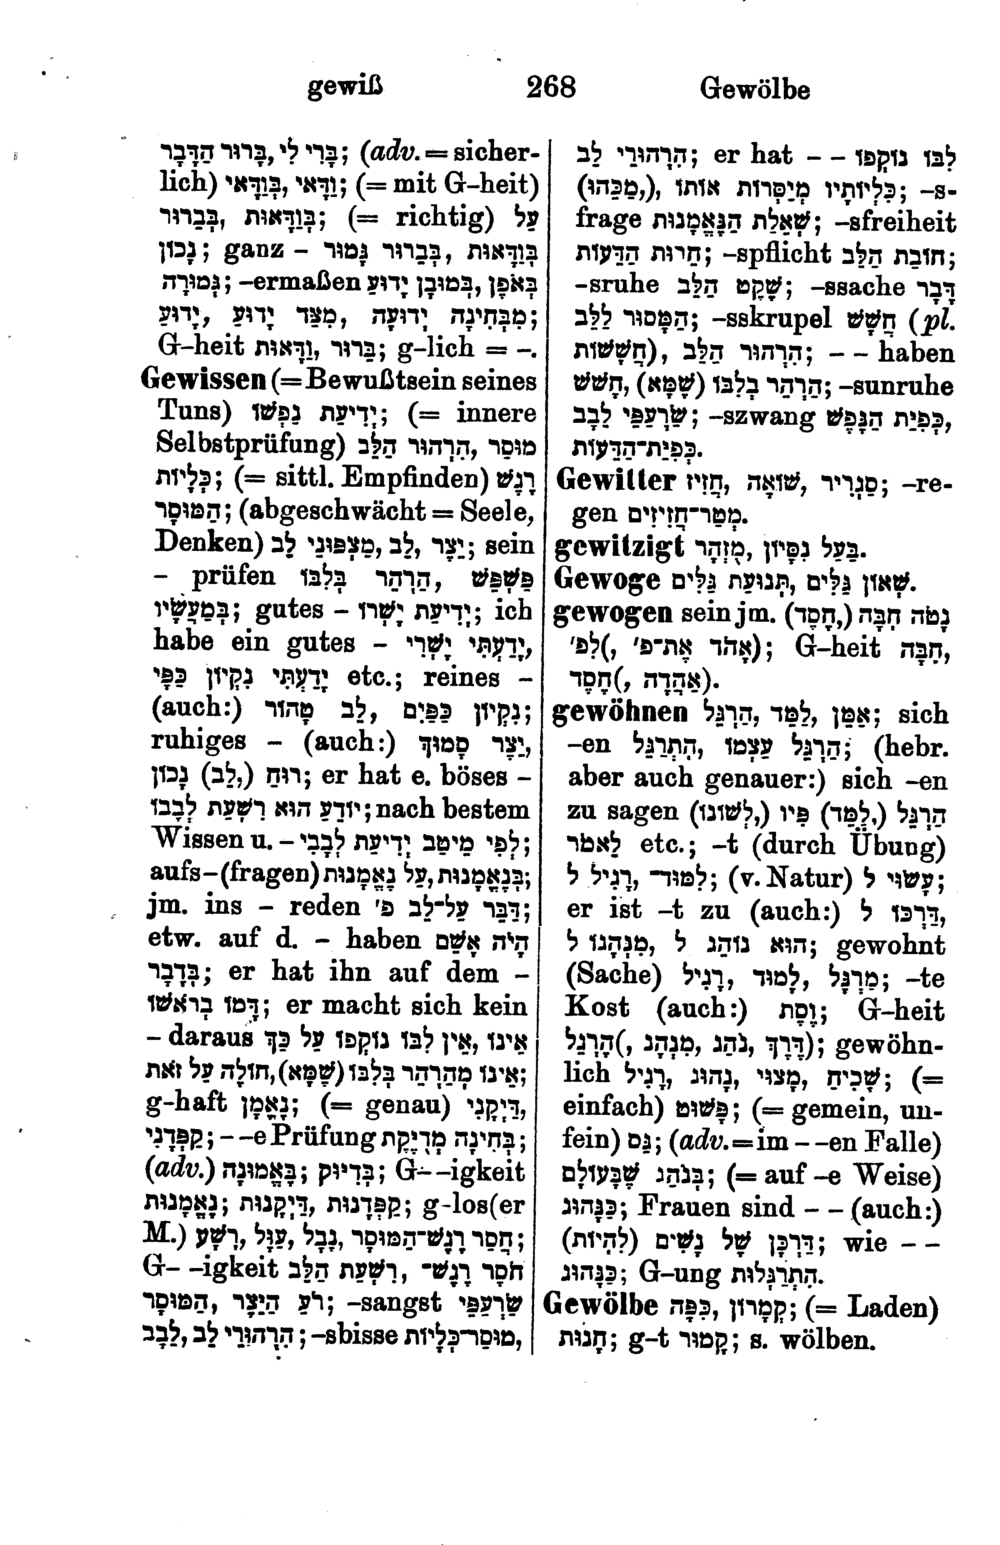 gewiß 268 Gewölbe
בָּרִי לִי, בָּרוּר הַדָּבָר; (adv. = sicher-
lich) וַדַּאי, בְּוַדַּאי; (= mit G-heit)
בְּוַדָּאוּת, בְּבֵרוּר; (= richtig) עַל
נָכוֹן; ganz – בְּוַדָּאוּת, בְּבֵרוּר גָּמוּר
גְּמוּרָה; –ermaßen בְּאֹפֶן, בְּמוּבָן יָדוּעַ
מִבְּחִינָה יְדוּעָה, מִצַּד יָדוּעַ, יָדוּעַ;
G-heit וַדָּאוּת, בֵּרוּר; g-lich = –.
Gewissen (= Bewußtsein seines
Tuns) יְדִיעַת נַפְשׁוֹ; (= innere
Selbstprüfung) מוּסַר, הִרְהוּר הַלֵּב
כְּלָיוֹת; (= sittl. Empfinden) רֶגֶשׁ
הַמּוּסָר; (abgeschwächt = Seele,
Denken) יֵצֶר, לֵב, מַצְפּוּנֵי לֵב; sein
– prüfen פִּשְׁפֵּשׁ, הִרְהֵר בְּלִבּוֹ
בְּמַעֲשָׂיו; gutes – יְדִיעַת יָשְׁרוֹ; ich
habe ein gutes – יָדַעְתִּי יָשְׁרִי,
יָדַעְתִּי נִקְיוֹן כַּפַּי etc.; reines –
(auch:) נִקְיוֹן כַּפַּיִם, לֵב טָהוֹר;
ruhiges – (auch:) יֵצֶר סָמוּךְ,
רוּחַ (,לֵב) נָכוֹן; er hat e. böses –
יוֹדֵעַ הוּא רִשְׁעַת לְבָבוֹ; nach bestem
Wissen u. – לְפִי מֵיטַב יְדִיעַת לְבָבִי;
aufs – (fragen) בְּנֶאֱמָנוּת, עַל נֶאֱמָנוּת;
jm. ins – reden דִּבֵּר עַל־לֵב פ׳;
etw. auf d. – haben הָיֹה אָשֵׁם
בְּדָבָר; er hat ihn auf dem –
דָּמוֹ בְרֹאשׁוֹ; er macht sich kein
– daraus אֵינוֹ, אֵין לִבּוֹ נוֹקְפוֹ עַל כָּךְ
אֵינוֹ מְהַרְהֵר בְּלִבּוֹ (שֶׁמָּא), חוֹלֶה עַל זֹאת;
g-haft נֶאֱמָן; (= genau) דַּיְקָנִי,
קַפְּדָנִי; – –e Prüfung בְּחִינָה מְדֻיֶּקֶת;
(adv.) בֶּאֱמוּנָה; בְּדִיּוּק; G– –igkeit
נֶאֱמָנוּת; קַפְּדָנוּת, דַּיְקָנוּת; g-los(er
M.) חֲסַר רֶגֶשׁ־הַמּוּסָר, נָבָל, עַוָּל, רָשָׁע;
G– –igkeit חֹסֶר רֶגֶשׁ־, רִשְׁעַת הַלֵּב
רֹעַ הַיֵּצֶר, הַמּוּסָר; –sangst שַׂרְעַפֵּי
לֵב, לֵבָב, הִרְהוּרֵי; –sbisse מוּסַר־כְּלָיוֹת,
הִרְהוּרֵי לֵב; er hat – – לִבּוֹ נוֹקְפוֹ
(,מַכֵּהוּ), כִּלְיוֹתָיו מְיַסְּרוֹת אוֹתוֹ; –s-
frage שְׁאֵלַת הַנֶּאֱמָנוּת; –sfreiheit
חֵרוּת הַדֵּעוֹת; –spflicht חוֹבַת הַלֵּב;
–sruhe שֶׁקֶט הַלֵּב; –ssache דָּבָר
הַמָּסוּר לַלֵּב; –sskrupel חֲשָׁשׁ (pl.
חֲשָׁשׁוֹת), הִרְהוּר הַלֵּב; – – haben
הִרְהֵר בְּלִבּוֹ (שֶׁמָּא), חָשַׁשׁ; –sunruhe
שַׂרְעַפֵּי לֵבָב; –szwang כְּפִיַּת הַנֶּפֶשׁ,
כְּפִיַּת־הַדֵּעוֹת.
Gewitter סַגְרִיר, שׁוֹאָה, חֲזִיז; –re-
gen מְטַר־חֲזִיזִים.
gewitzigt בַּעַל נִסָּיוֹן, מֻזְהָר.
Gewoge שְׁאוֹן גַּלִּים, תְּנוּעַת גַּלִּים.
gewogen sein jm. נָטֹה חִבָּה (,חֶסֶד)
לִפ׳ (,אָהֹד אֶת־פ׳); G-heit חִבָּה,
חֶסֶד (,אַהֲדָה).
gewöhnen אַמֵּן, לַמֵּד, הַרְגֵּל; sich
–en הַרְגֵּל עַצְמוֹ, הִתְרַגֵּל; (hebr.
aber auch genauer:) sich –en
zu sagen הַרְגֵּל (,לַמֵּד) פִּיו (,לְשׁוֹנוֹ)
לֵאמֹר etc.; –t (durch Übung)
לִמּוּד־, רָגִיל לְ; (v. Natur) עָשׂוּי לְ;
er ist –t zu (auch:) דַּרְכּוֹ לְ,
הוּא נוֹהֵג לְ, מִנְהָגוֹ לְ; gewohnt
(Sache) מֻרְגָּל, לָמוּד, רָגִיל; –te
Kost (auch:) וֶסֶת; G-heit
הֶרְגֵּל (,דֶּרֶךְ, נֹהַג, מִנְהָג); gewöhn-
lich שָׁכִיחַ, מָצוּי, נָהוּג, רָגִיל; (=
einfach) פָּשׁוּט; (= gemein, un-
fein) גַּס; (adv. = im – –en Falle)
בְּנֹהַג שֶׁבָּעוֹלָם; (= auf –e Weise)
כַּנָּהוּג; Frauen sind – – (auch:)
דַּרְכָּן שֶׁל נָשִׁים (לִהְיוֹת); wie – –
כַּנָּהוּג; G-ung הִתְרַגְּלוּת.
Gewölbe קִמְרוֹן, כִּפָּה; (= Laden)
חָנוּת; g-t קָמוּר; s. wölben.